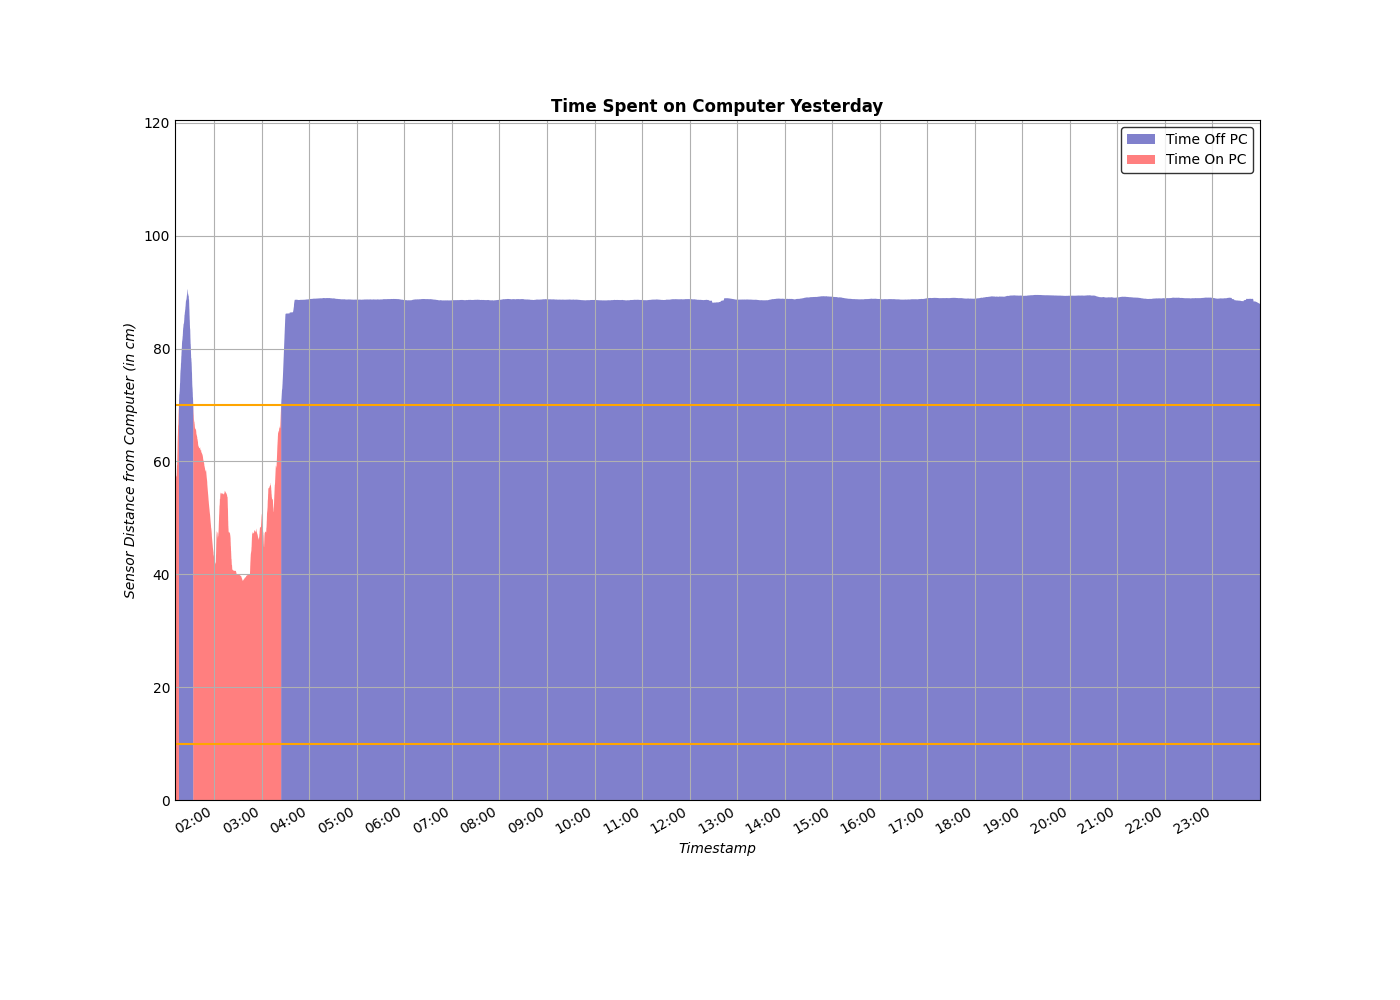 Time Spent on Computer Yesterday
Time Off PC
Time On PC
120
100
80
60
40
20
0
Sensor Distance from Computer (in cm)
02:00 03:00 04:00 05:00 06:00 07:00 08:00 09:00 10:00 11:00 12:00 13:00 14:00 15:00 16:00 17:00 18:00 19:00 20:00 21:00 22:00 23:00
Timestamp